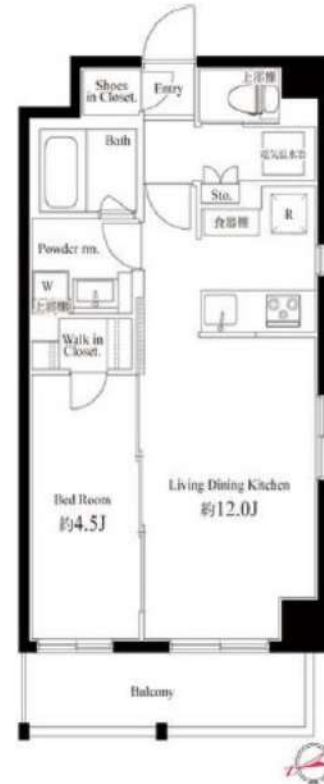 Shoes
in Closet.
Entry
上部棚
Bath
電気温水器
Sto.
食器棚
R
Powder rm.
W
上部棚
Walk in
Closet.
Bed Room
約4.5J
Living Dining Kitchen
約12.0J
Balcony